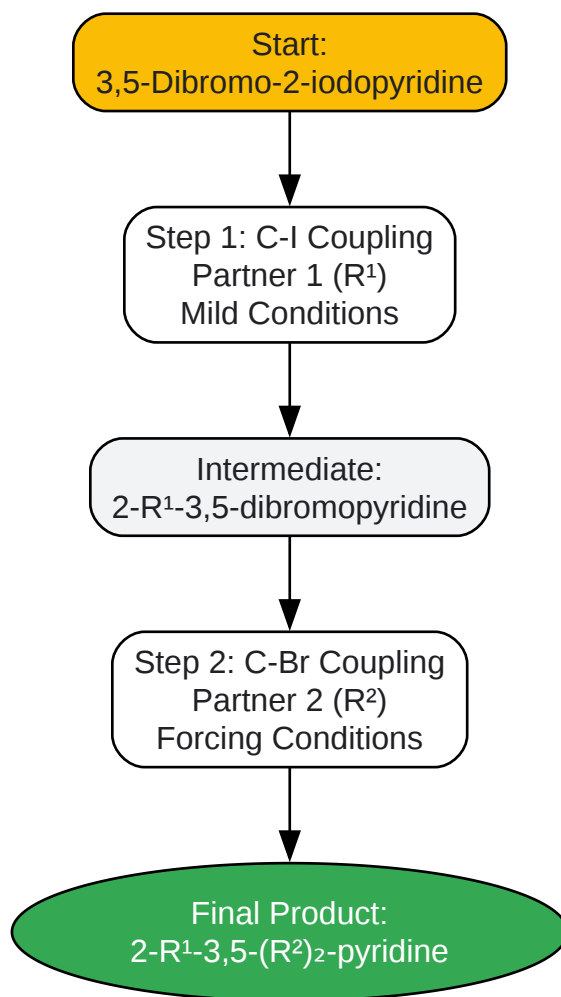 Start:
3,5-Dibromo-2-iodopyridine
Step 1: C-I Coupling
Partner 1 (R¹)
Mild Conditions
Intermediate:
2-R¹-3,5-dibromopyridine
Step 2: C-Br Coupling
Partner 2 (R²)
Forcing Conditions
Final Product:
2-R¹-3,5-(R²)₂-pyridine